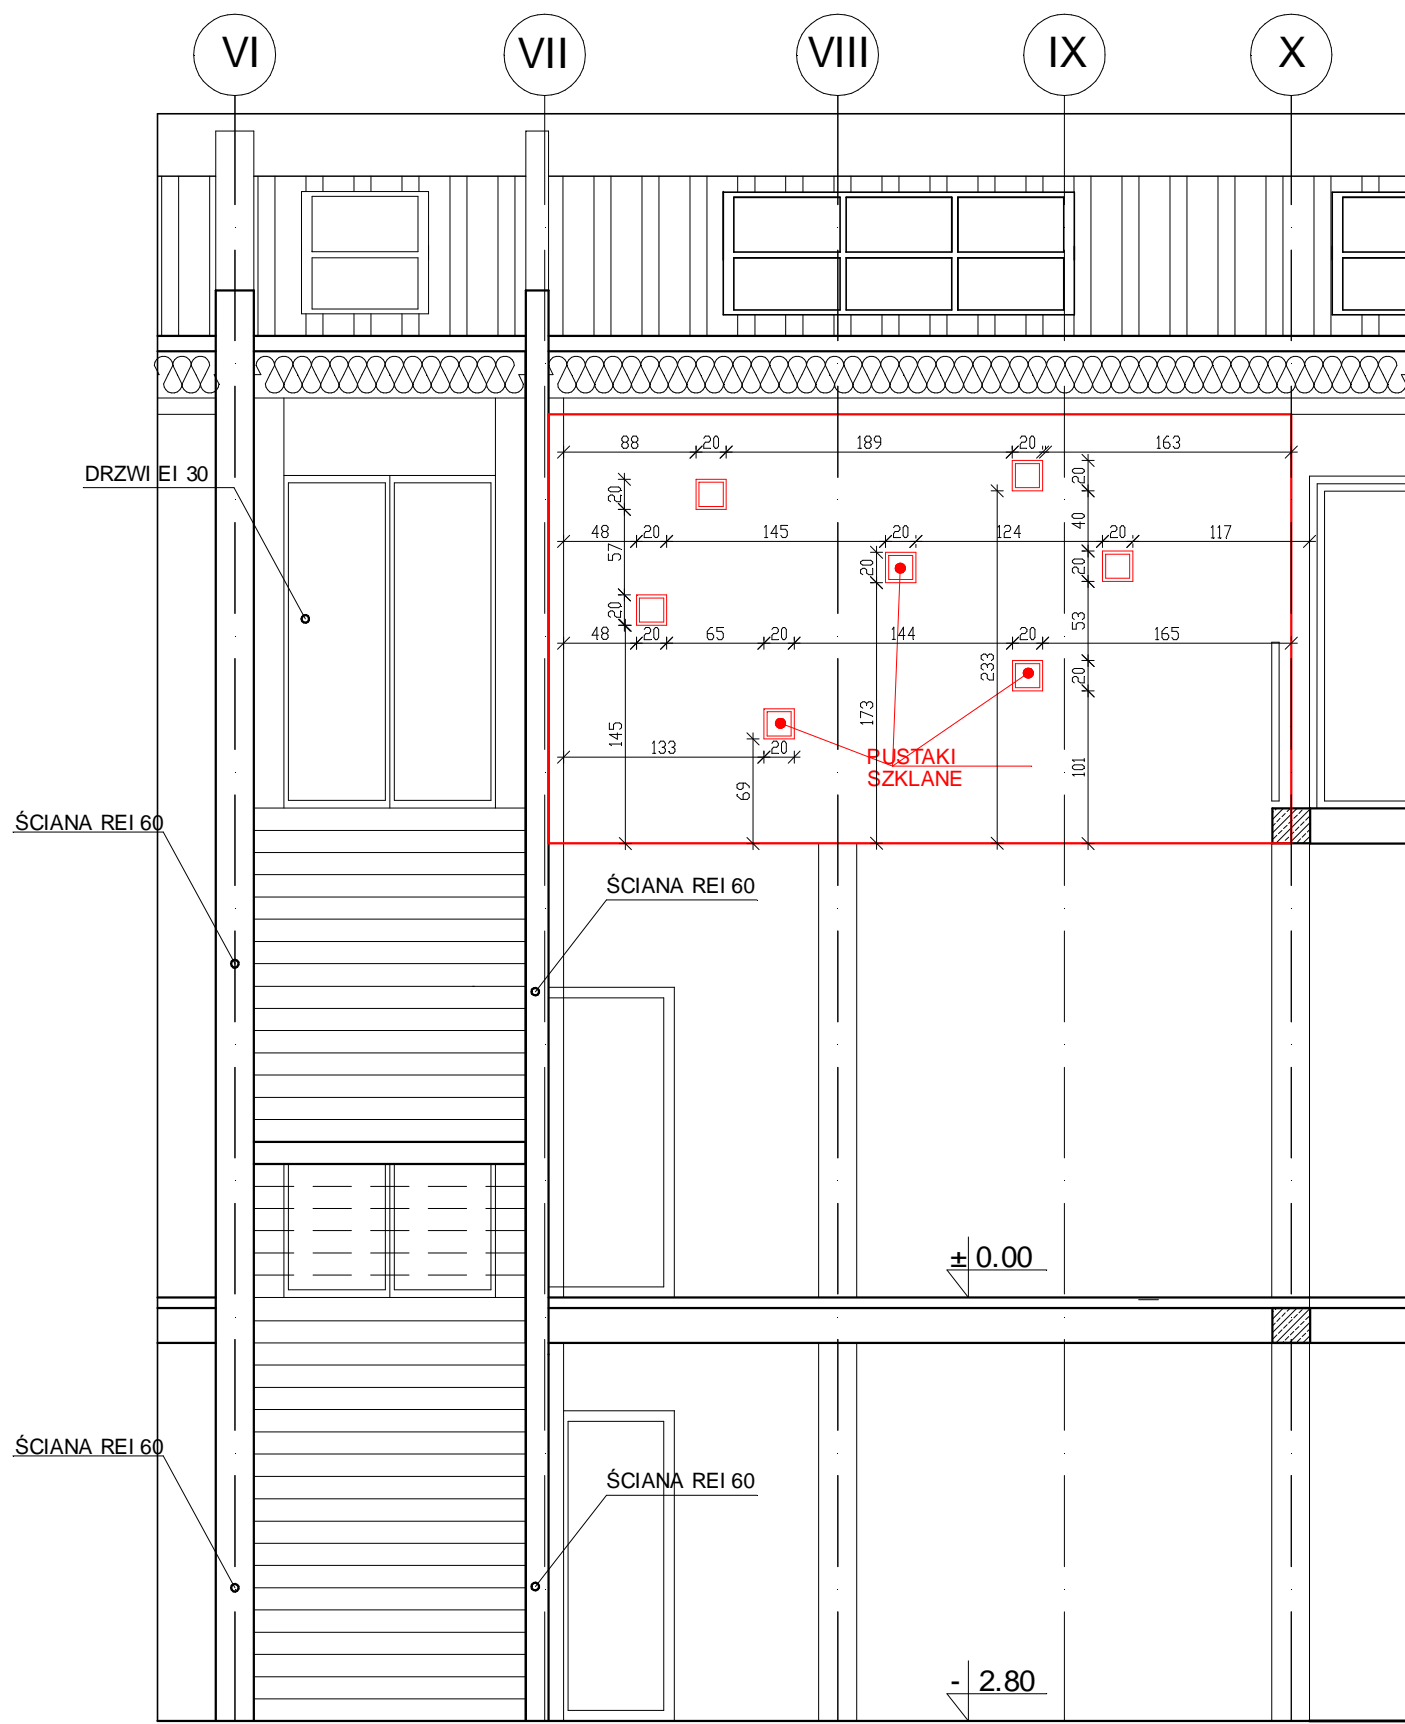 VI VII VIII IX X
88 20 189 20 163
DRZWI EI 30
20 20
48 20 145 20 124 40 20 117
57 20 20
20
48 20 65 20 144 20 53 165
233 20
145 173
133 20
PUSTAKI
SZKLANE
69 101
ŚCIANA REI 60
ŚCIANA REI 60
± 0.00
ŚCIANA REI 60
ŚCIANA REI 60
- 2.80